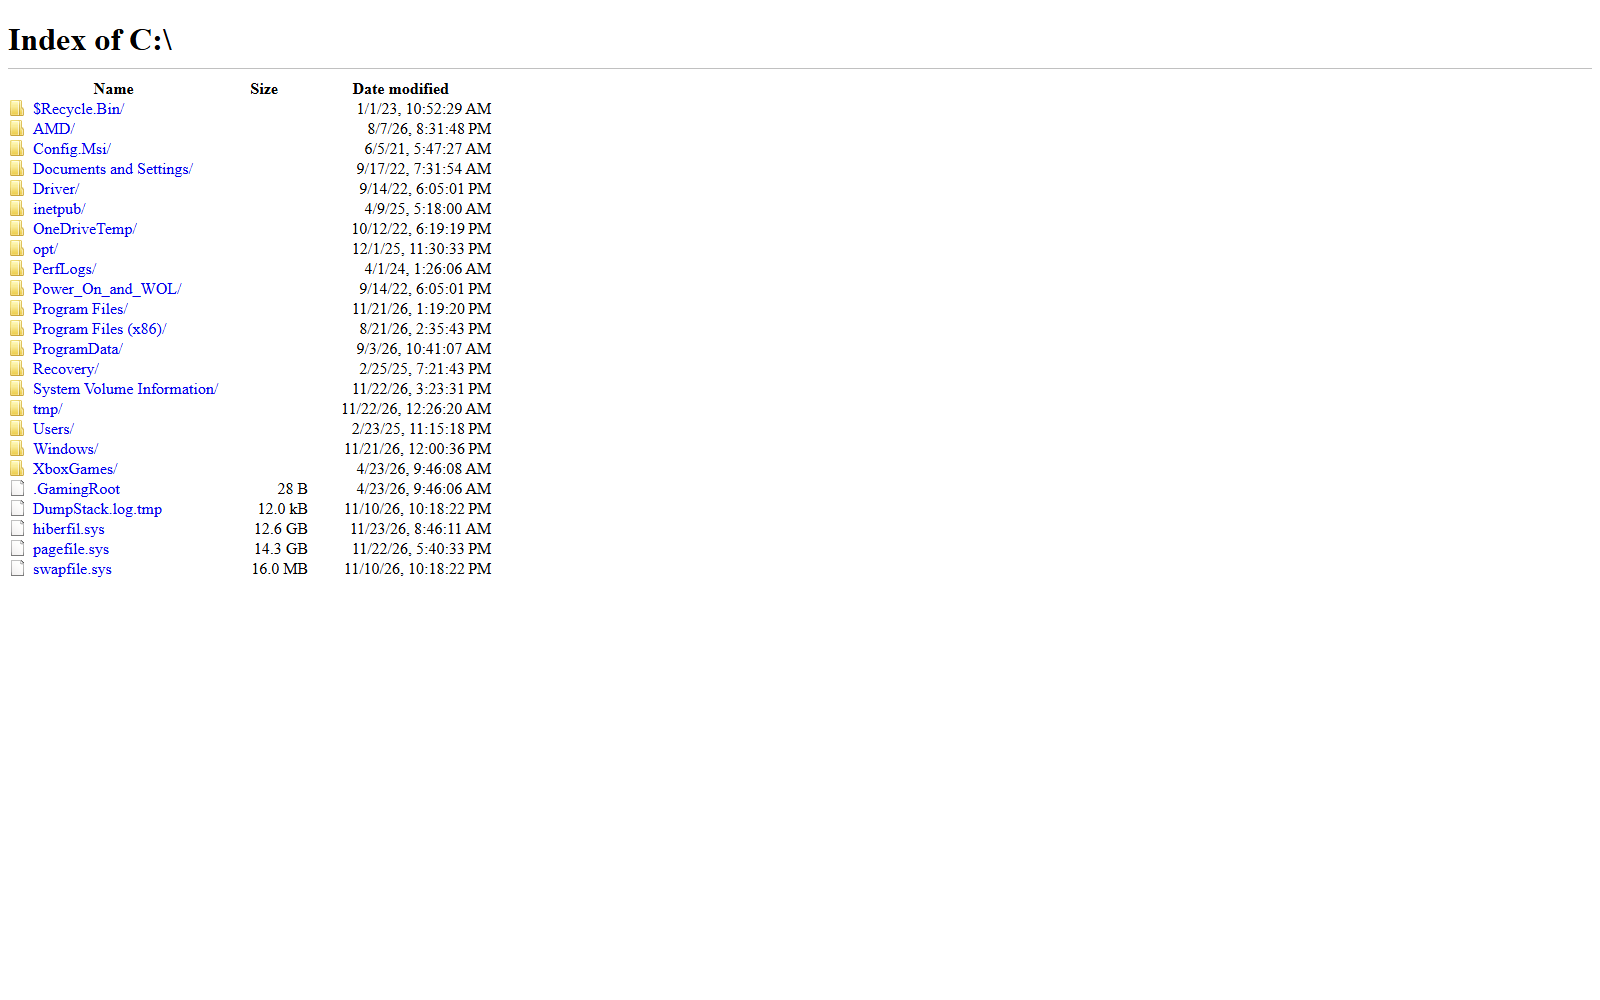 Index of C:\
Name Size Date modified
$Recycle.Bin/ 1/1/23, 10:52:29 AM
AMD/ 8/7/26, 8:31:48 PM
Config.Msi/ 6/5/21, 5:47:27 AM
Documents and Settings/ 9/17/22, 7:31:54 AM
Driver/ 9/14/22, 6:05:01 PM
inetpub/ 4/9/25, 5:18:00 AM
OneDriveTemp/ 10/12/22, 6:19:19 PM
opt/ 12/1/25, 11:30:33 PM
PerfLogs/ 4/1/24, 1:26:06 AM
Power_On_and_WOL/ 9/14/22, 6:05:01 PM
Program Files/ 11/21/26, 1:19:20 PM
Program Files (x86)/ 8/21/26, 2:35:43 PM
ProgramData/ 9/3/26, 10:41:07 AM
Recovery/ 2/25/25, 7:21:43 PM
System Volume Information/ 11/22/26, 3:23:31 PM
tmp/ 11/22/26, 12:26:20 AM
Users/ 2/23/25, 11:15:18 PM
Windows/ 11/21/26, 12:00:36 PM
XboxGames/ 4/23/26, 9:46:08 AM
.GamingRoot 28 B 4/23/26, 9:46:06 AM
DumpStack.log.tmp 12.0 kB 11/10/26, 10:18:22 PM
hiberfil.sys 12.6 GB 11/23/26, 8:46:11 AM
pagefile.sys 14.3 GB 11/22/26, 5:40:33 PM
swapfile.sys 16.0 MB 11/10/26, 10:18:22 PM